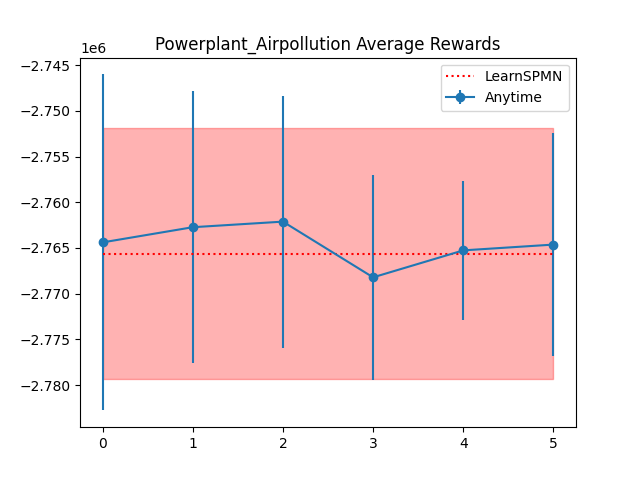 Powerplant_Airpollution Average Rewards
1e6
−2.745
−2.750
−2.755
−2.760
−2.765
−2.770
−2.775
−2.780
LearnSPMN
Anytime
0 1 2 3 4 5